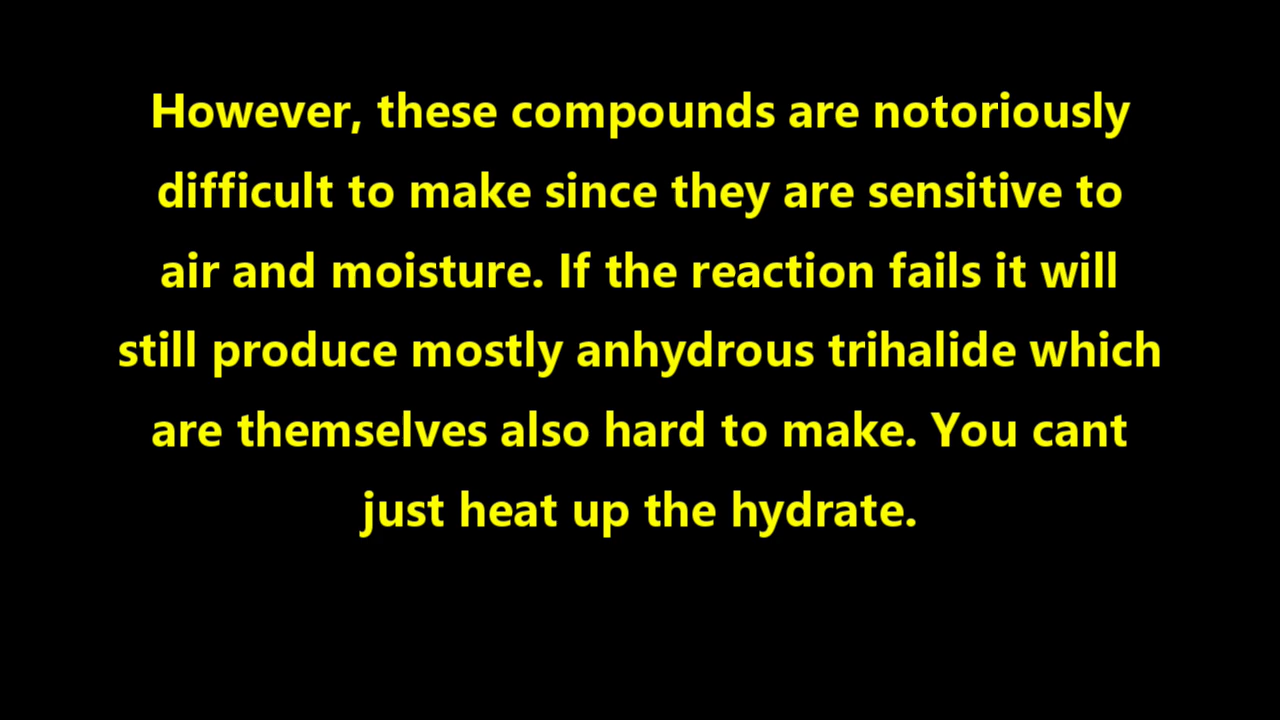 However, these compounds are notoriously
difficult to make since they are sensitive to
air and moisture. If the reaction fails it will
still produce mostly anhydrous trihalide which
are themselves also hard to make. You cant
just heat up the hydrate.